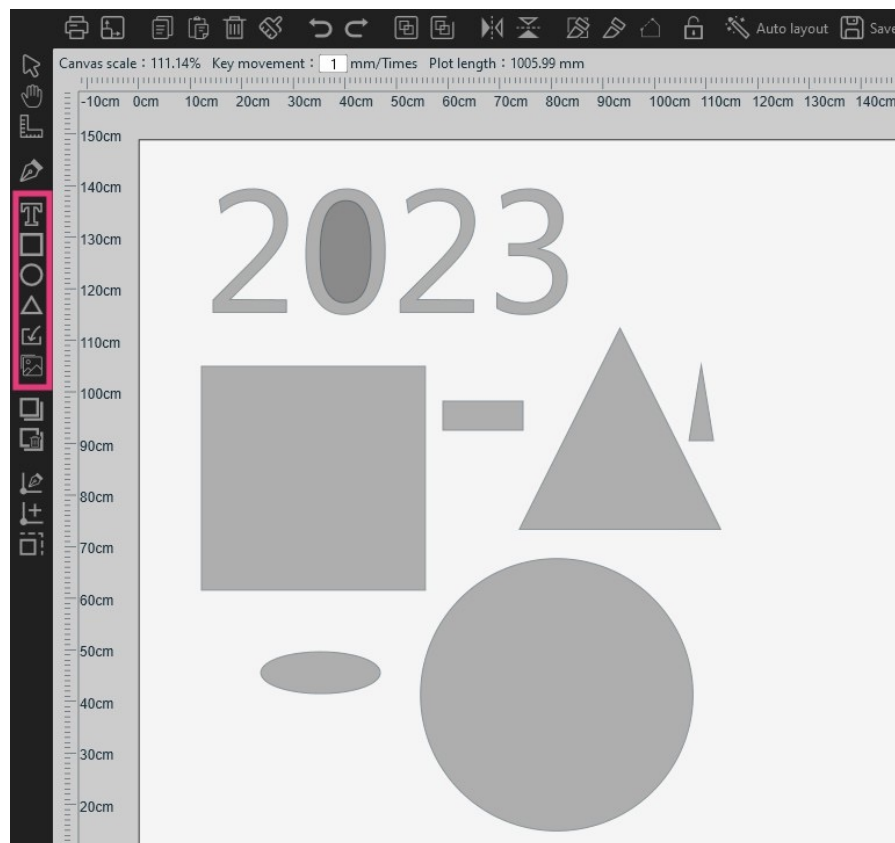 Auto layout Save
Canvas scale：111.14% Key movement： 1 mm/Times Plot length：1005.99 mm
-10cm 0cm 10cm 20cm 30cm 40cm 50cm 60cm 70cm 80cm 90cm 100cm 110cm 120cm 130cm 140cm
150cm
140cm
2023
130cm
120cm
110cm
100cm
90cm
80cm
70cm
60cm
50cm
40cm
30cm
20cm